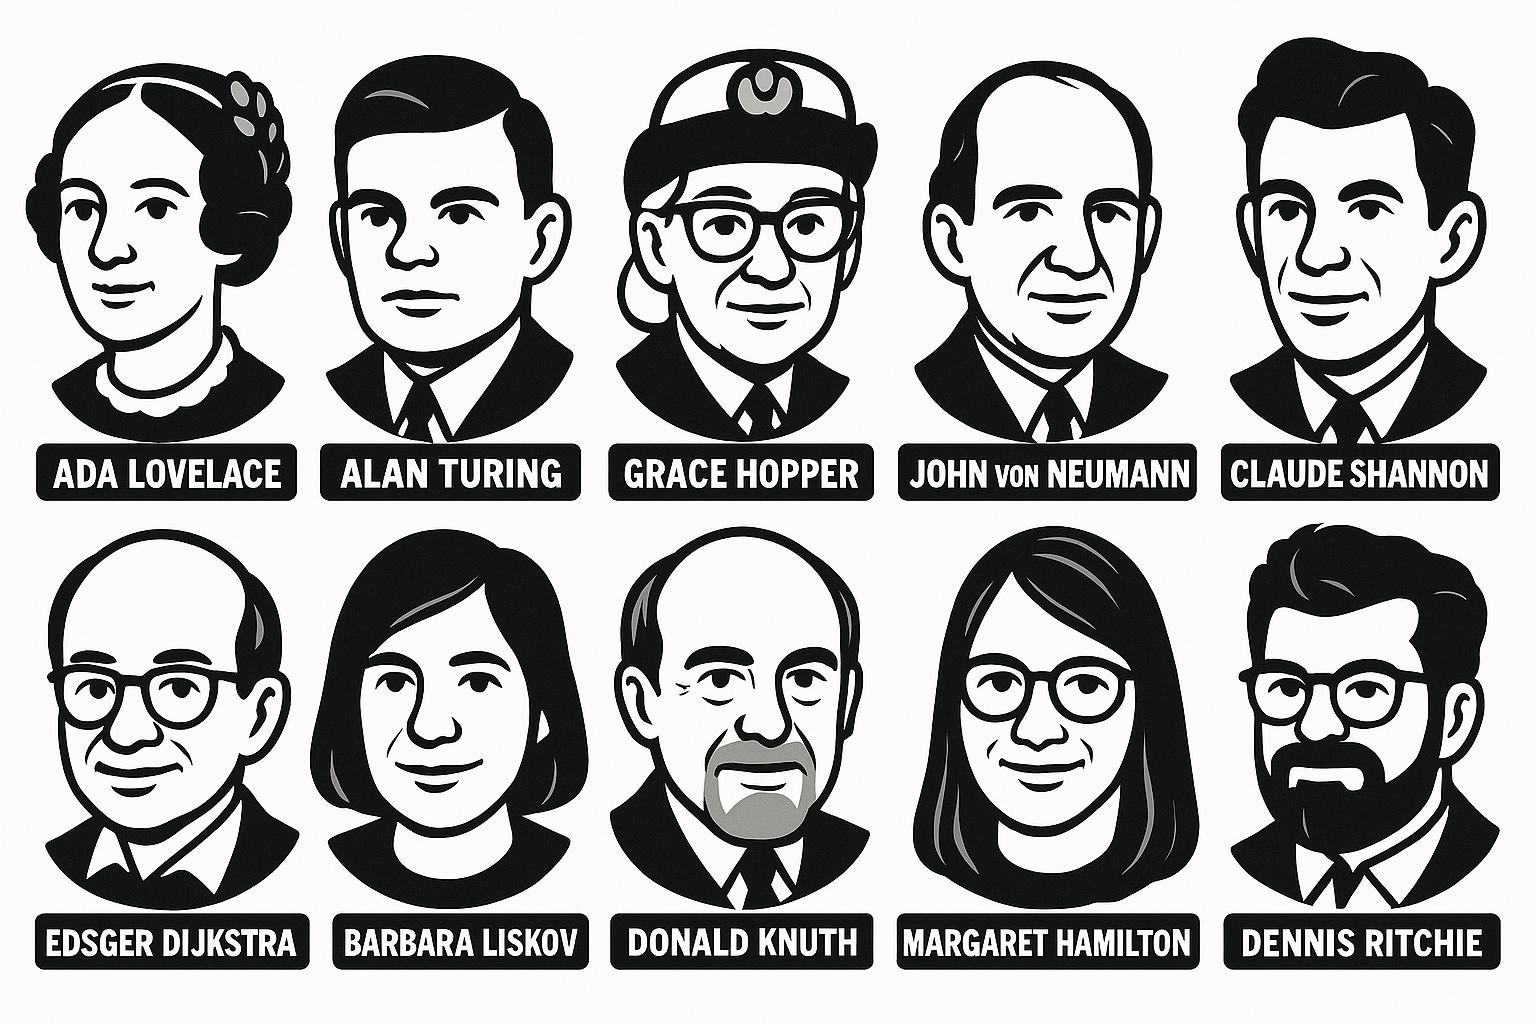 ADA LOVELACE
ALAN TURING
GRACE HOPPER
JOHN VON NEUMANN
CLAUDE SHANNON
EDSGER DIJKSTRA
BARBARA LISKOV
DONALD KNUTH
MARGARET HAMILTON
DENNIS RITCHIE